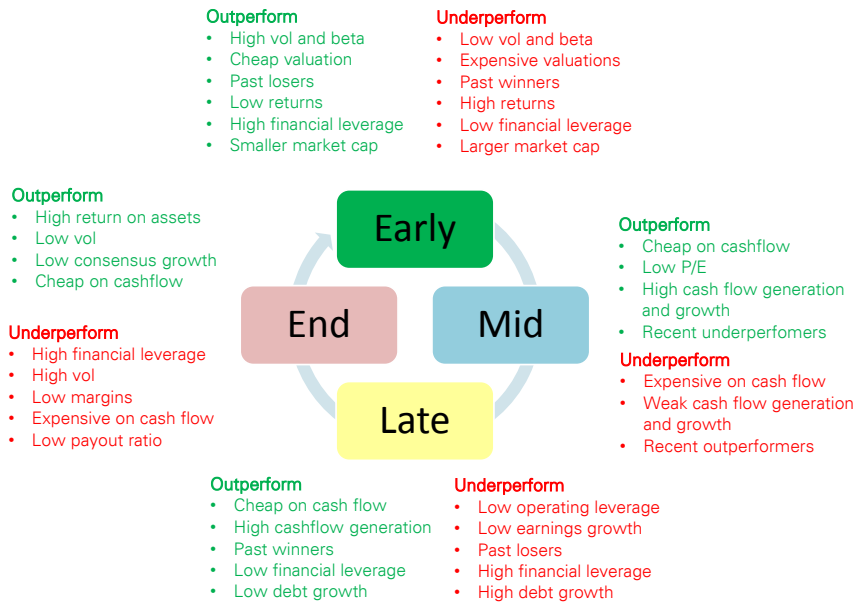 Outperform
• High vol and beta
• Cheap valuation
• Past losers
• Low returns
• High financial leverage
• Smaller market cap
Underperform
• Low vol and beta
• Expensive valuations
• Past winners
• High returns
• Low financial leverage
• Larger market cap
Outperform
• High return on assets
• Low vol
• Low consensus growth
• Cheap on cashflow
Underperform
• High financial leverage
• High vol
• Low margins
• Expensive on cash flow
• Low payout ratio
Early
End
Mid
Late
Outperform
• Cheap on cashflow
• Low P/E
• High cash flow generation
and growth
• Recent underperfomers
Underperform
• Expensive on cash flow
• Weak cash flow generation
and growth
• Recent outperformers
Outperform
• Cheap on cash flow
• High cashflow generation
• Past winners
• Low financial leverage
• Low debt growth
Underperform
• Low operating leverage
• Low earnings growth
• Past losers
• High financial leverage
• High debt growth